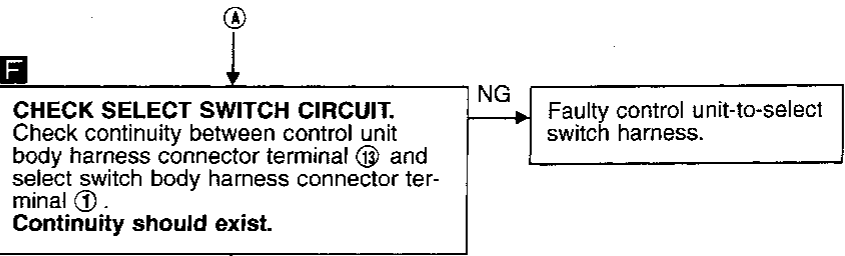 Ⓐ
F
CHECK SELECT SWITCH CIRCUIT.
Check continuity between control unit
body harness connector terminal ⑬ and
select switch body harness connector ter-
minal ① .
Continuity should exist.
NG
Faulty control unit-to-select
switch harness.